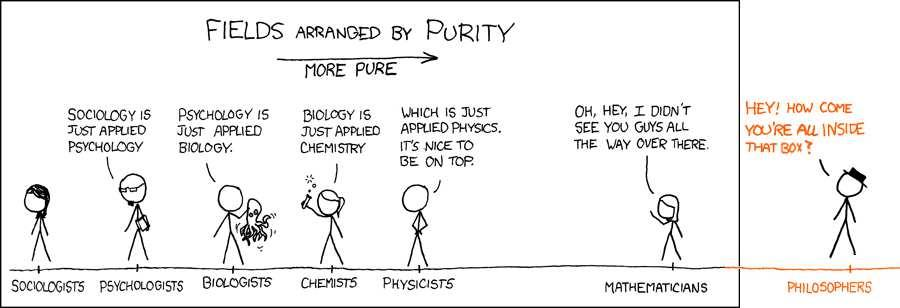 FIELDS ARRANGED BY PURITY
MORE PURE
SOCIOLOGY IS
JUST APPLIED
PSYCHOLOGY
PSYCHOLOGY IS
JUST APPLIED
BIOLOGY.
BIOLOGY IS
JUST APPLIED
CHEMISTRY
WHICH IS JUST
APPLIED PHYSICS.
IT'S NICE TO
BE ON TOP.
OH, HEY, I DIDN'T
SEE YOU GUYS ALL
THE WAY OVER THERE.
HEY! HOW COME
YOU'RE ALL INSIDE
THAT BOX?
SOCIOLOGISTS
PSYCHOLOGISTS
BIOLOGISTS
CHEMISTS
PHYSICISTS
MATHEMATICIANS
PHILOSOPHERS